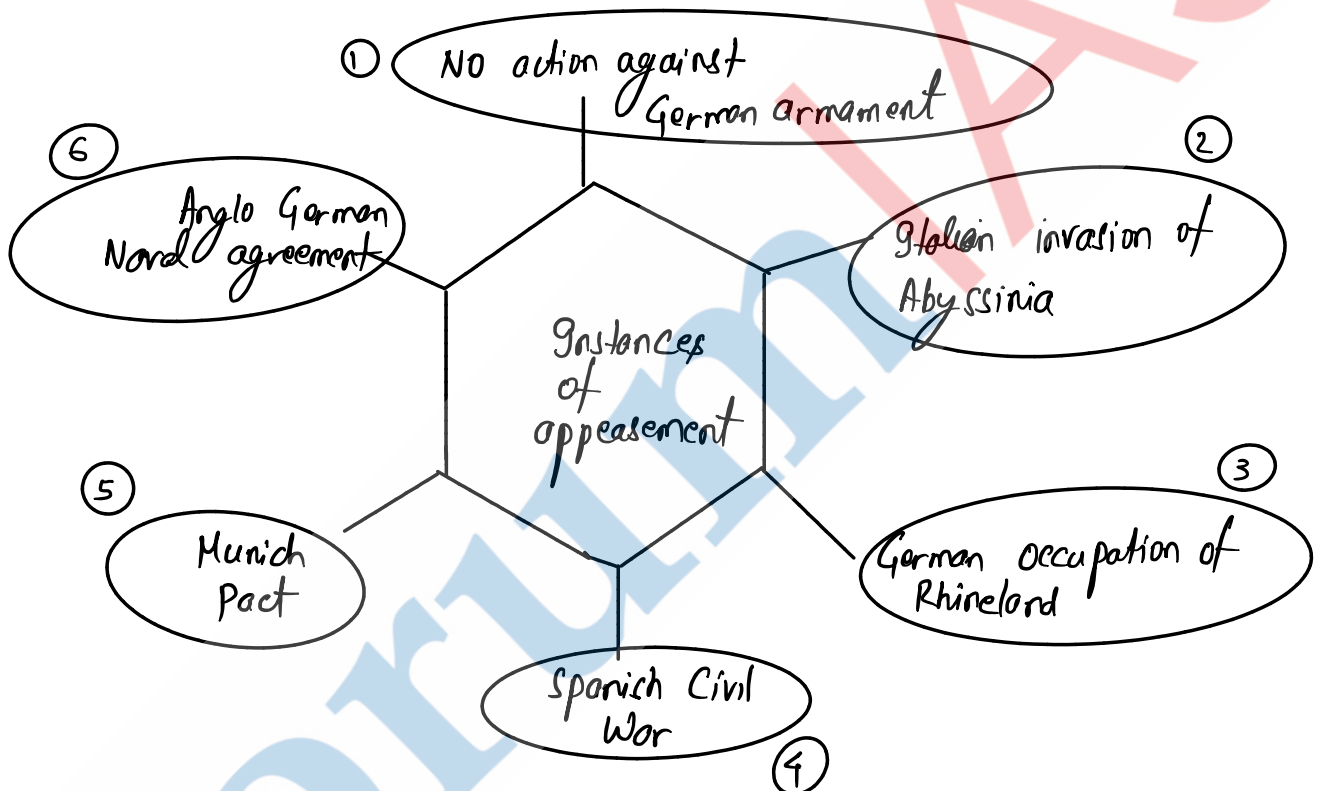 1
NO action against
German armament
2
Italian invasion of
Abyssinia
3
German occupation of
Rhineland
4
Spanish Civil
War
5
Munich
Pact
6
Anglo German
Naval agreement
Instances
of
appeasement